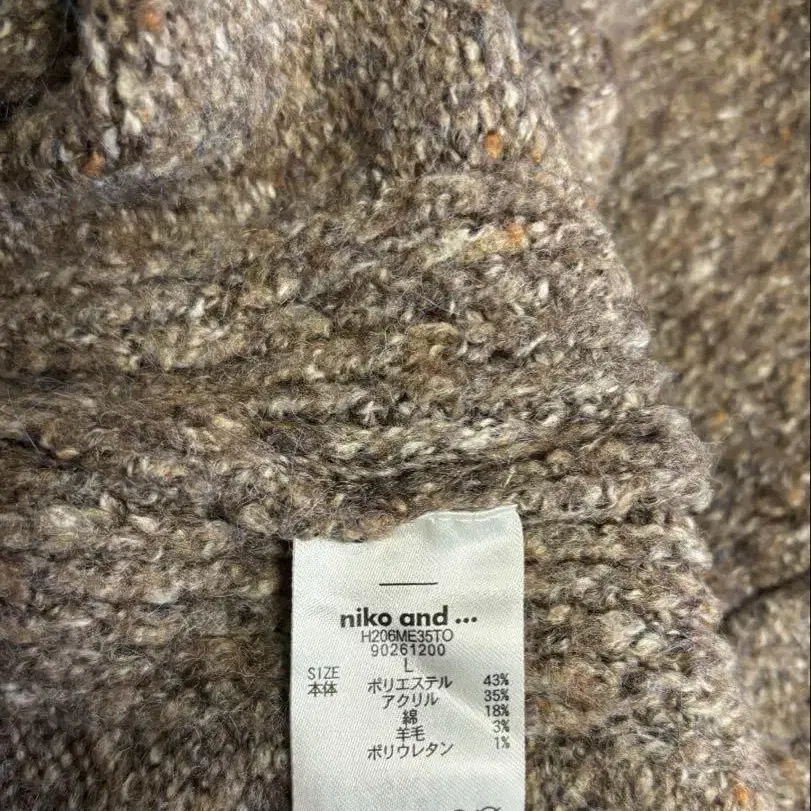 niko and ...
H206ME35TO
90261200
SIZE L
本体 ポリエステル 43%
アクリル 35%
綿 18%
羊毛 3%
ポリウレタン 1%